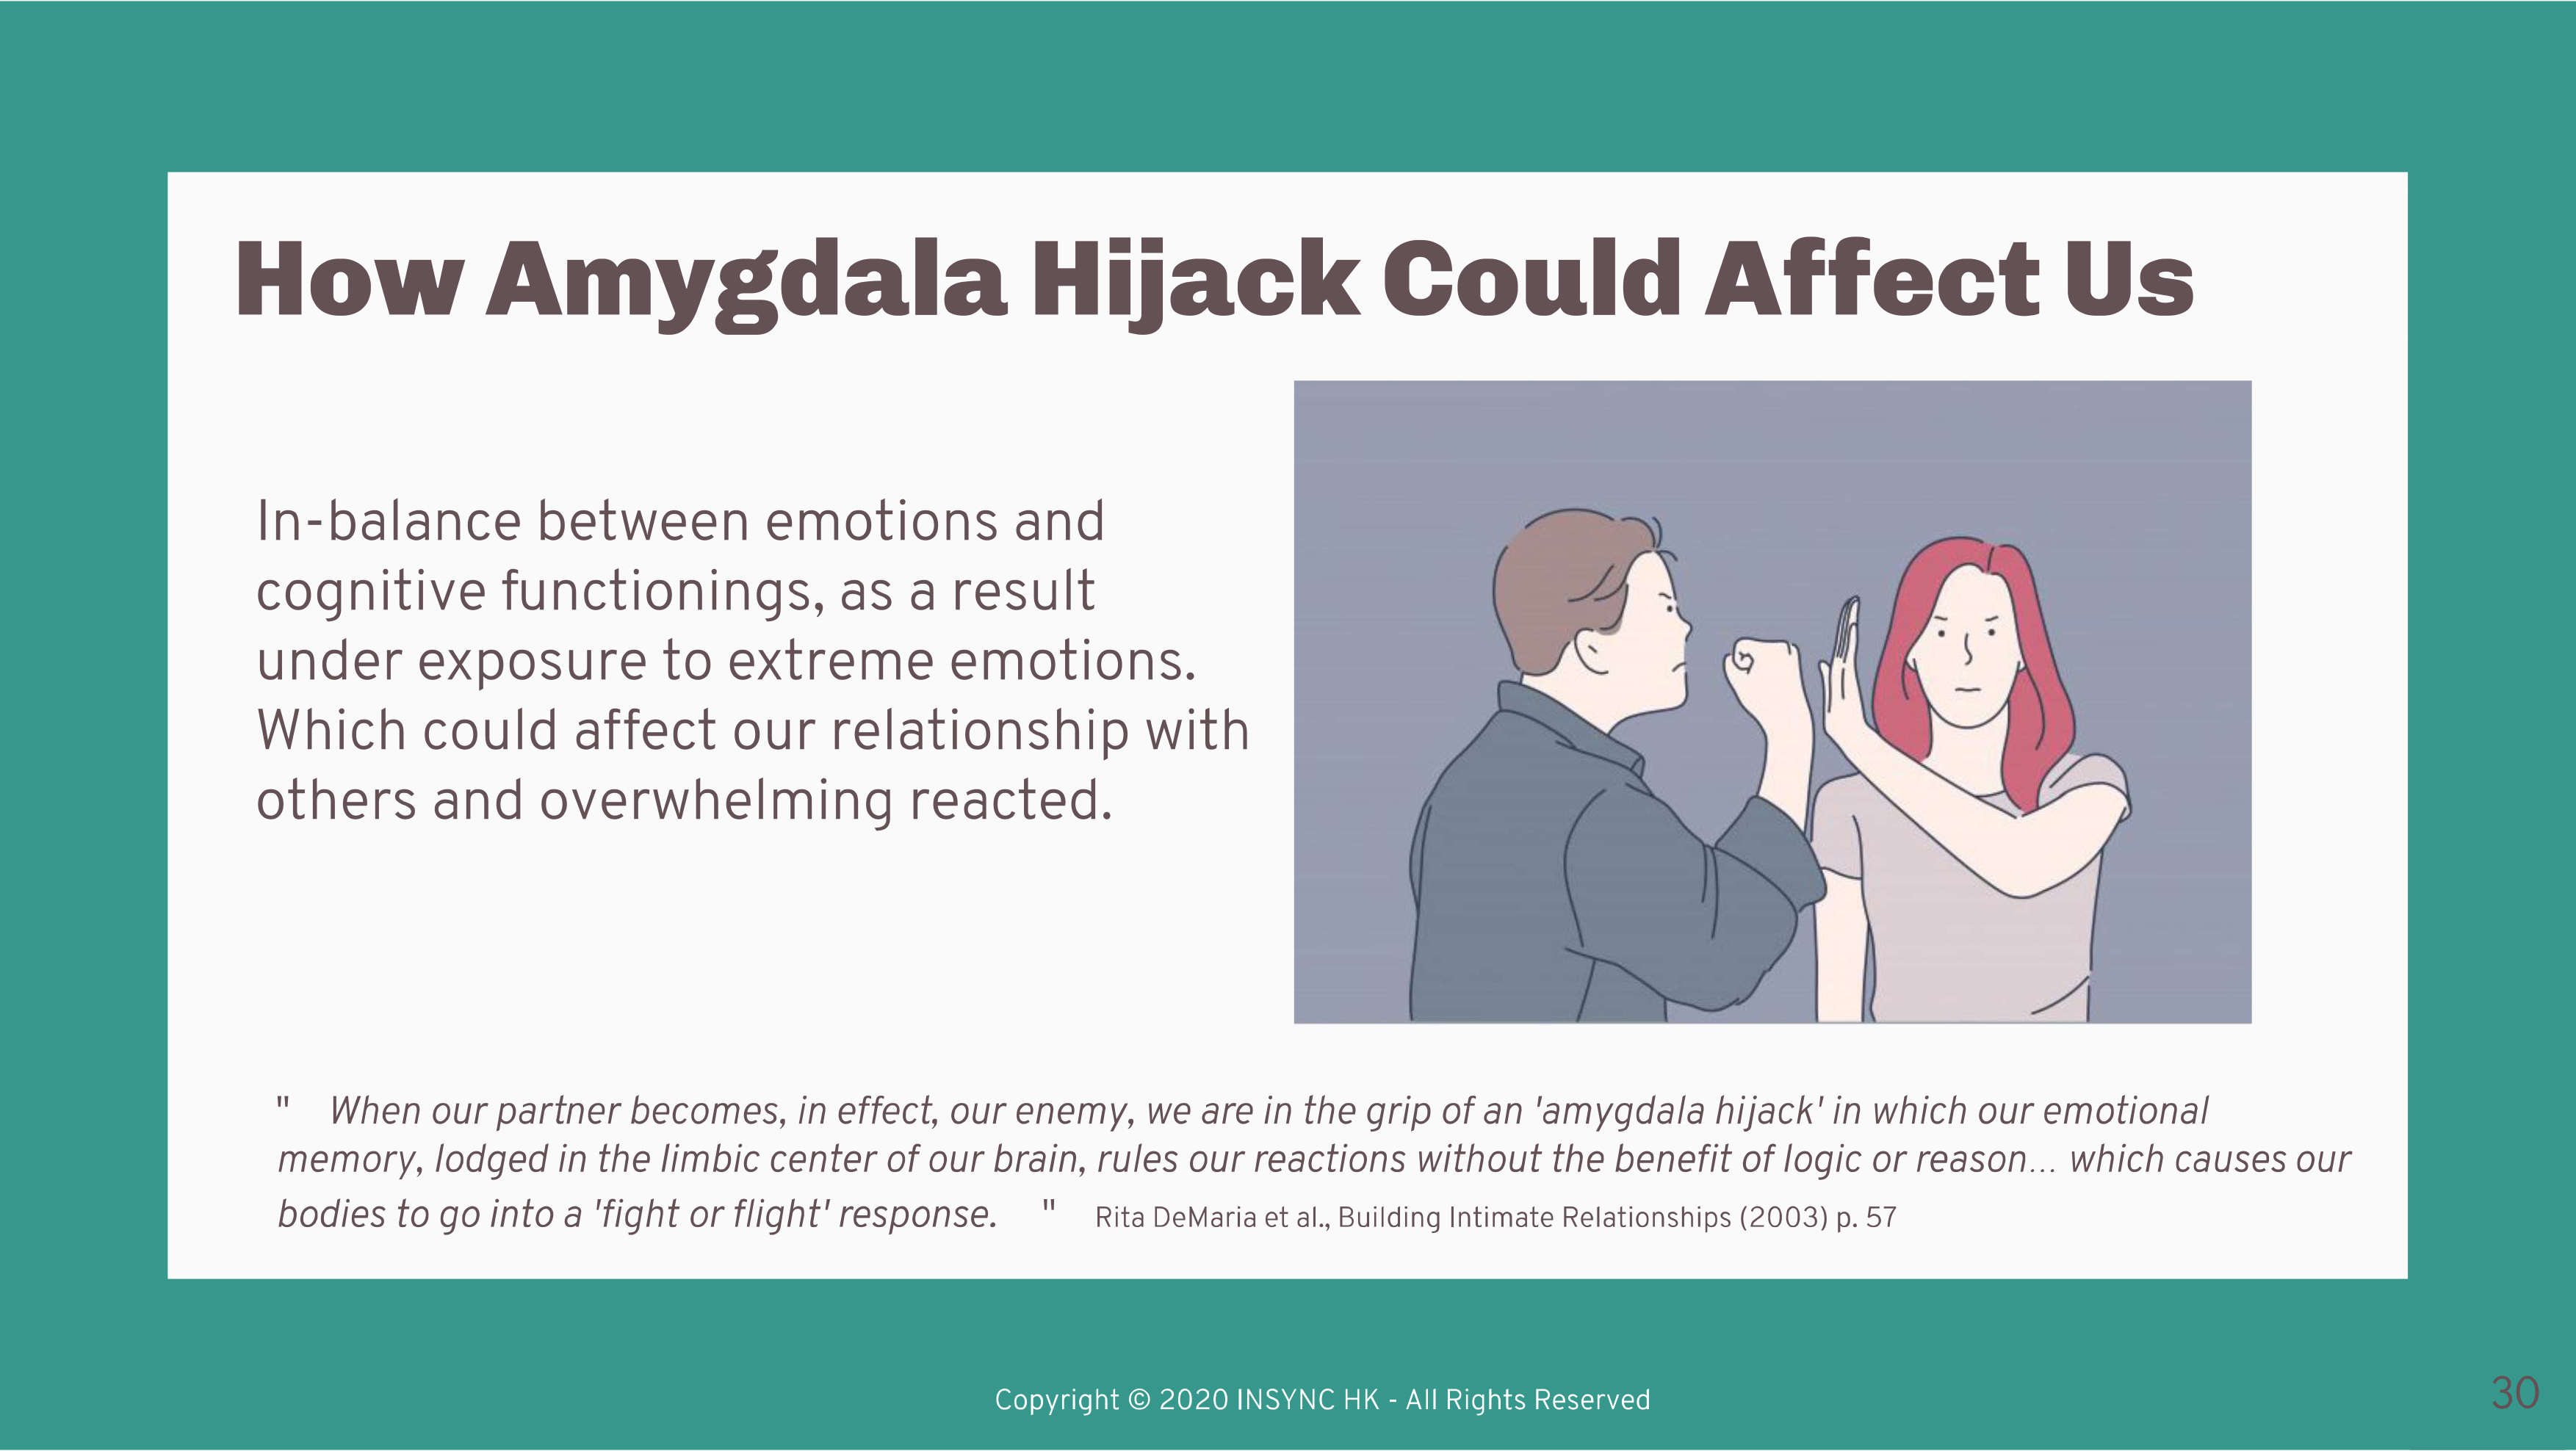 How Amygdala Hijack Could Affect Us
In-balance between emotions and
cognitive functionings, as a result
under exposure to extreme emotions.
Which could affect our relationship with
others and overwhelming reacted.
" When our partner becomes, in effect, our enemy, we are in the grip of an 'amygdala hijack' in which our emotional
memory, lodged in the limbic center of our brain, rules our reactions without the benefit of logic or reason... which causes our
bodies to go into a 'fight or flight' response. " Rita DeMaria et al., Building Intimate Relationships (2003) p. 57
Copyright © 2020 INSYNC HK - All Rights Reserved
30